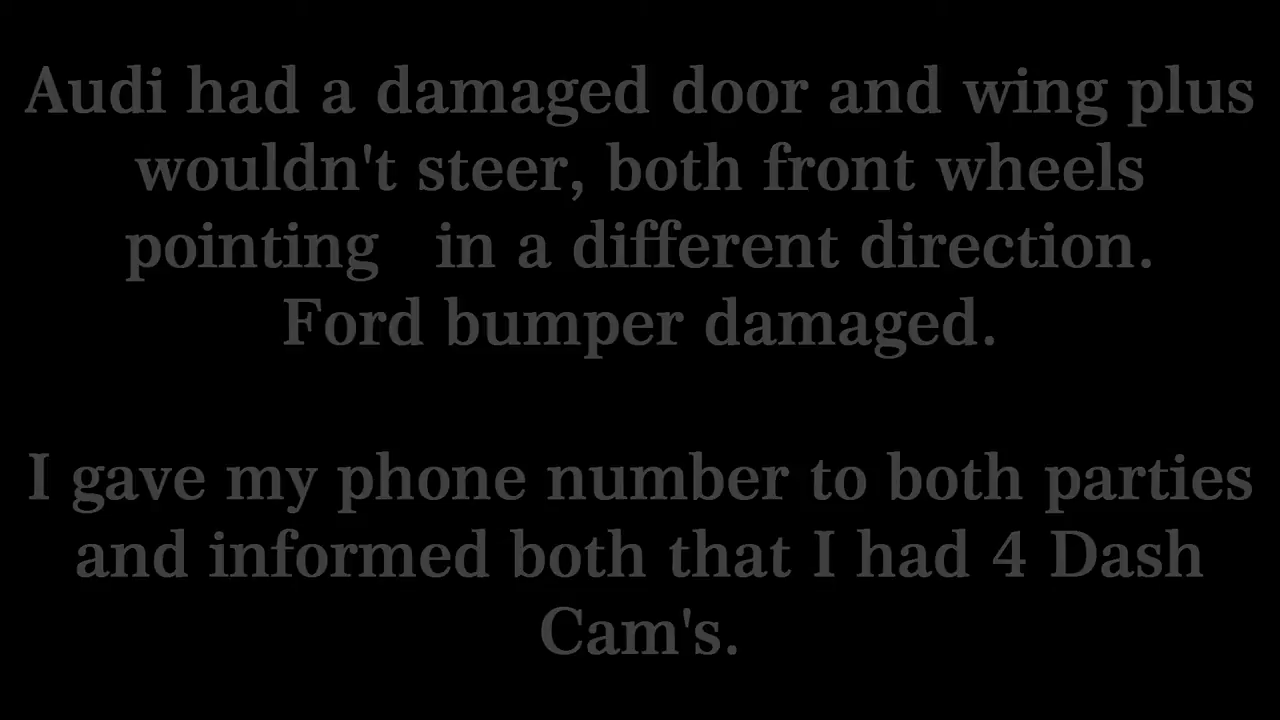 Audi had a damaged door and wing plus
wouldn't steer, both front wheels
pointing   in a different direction.
Ford bumper damaged.
I gave my phone number to both parties
and informed both that I had 4 Dash
Cam's.